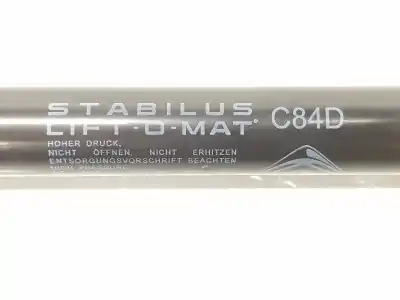 STABILUS
LIFT-O-MAT® C84D
HOHER DRUCK,
NICHT ÖFFNEN, NICHT ERHITZEN
ENTSORGUNGSVORSCHRIFT BEACHTEN